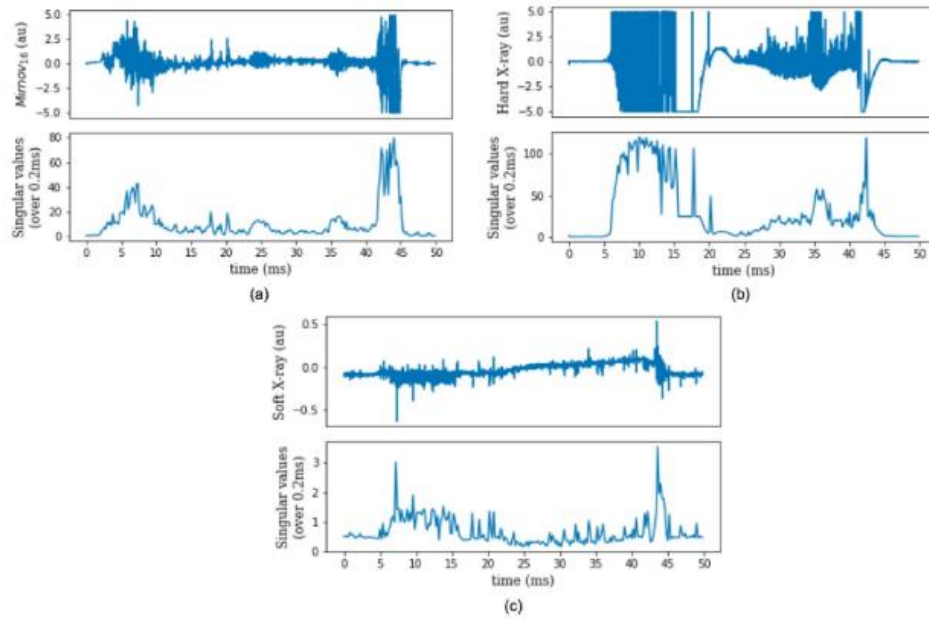 Mirnov16 (au)
5.0
2.5
0.0
−2.5
−5.0
Singular values
(over 0.2ms)
80
60
40
20
0
0 5 10 15 20 25 30 35 40 45 50
time (ms)
(a)
Hard X-ray (au)
5.0
2.5
0.0
−2.5
−5.0
Singular values
(over 0.2ms)
100
50
0
0 5 10 15 20 25 30 35 40 45 50
time (ms)
(b)
Soft X-ray (au)
0.5
0.0
−0.5
Singular values
(over 0.2ms)
3
2
1
0
0 5 10 15 20 25 30 35 40 45 50
time (ms)
(c)